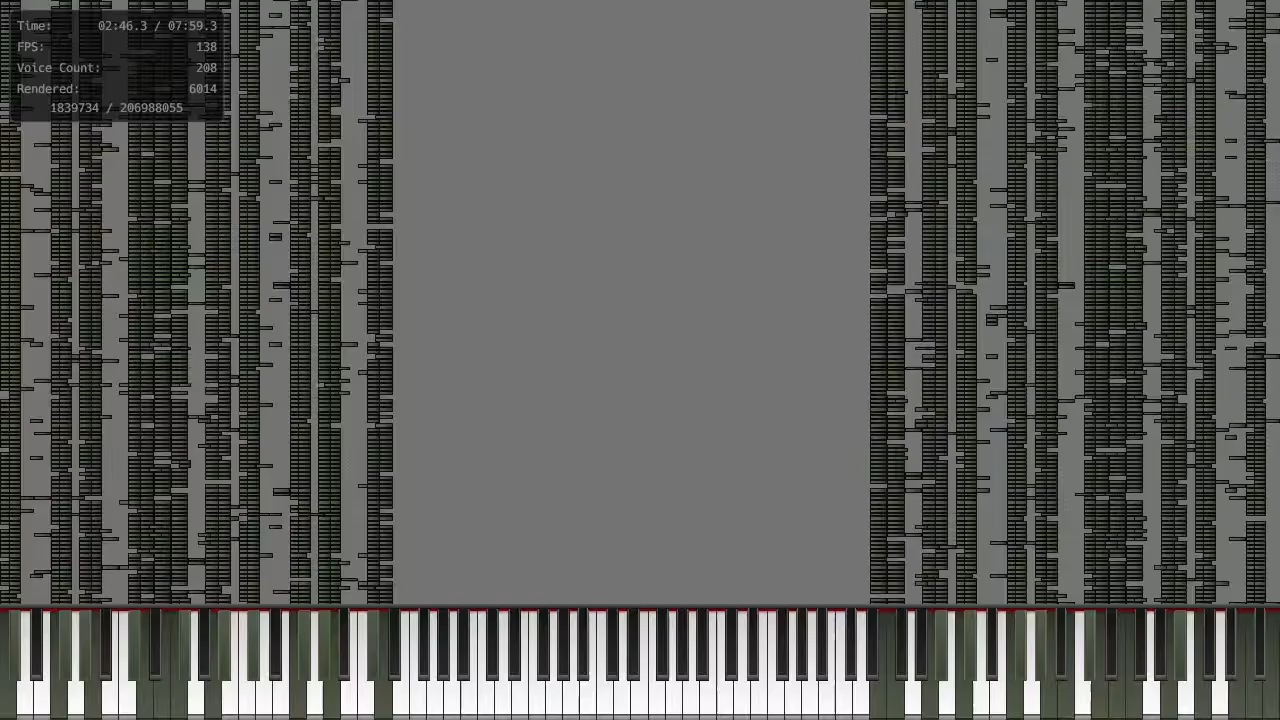 Time: 02:46.3 / 07:59.3
FPS: 138
Voice Count: 208
Rendered: 6014
1839734 / 206988055